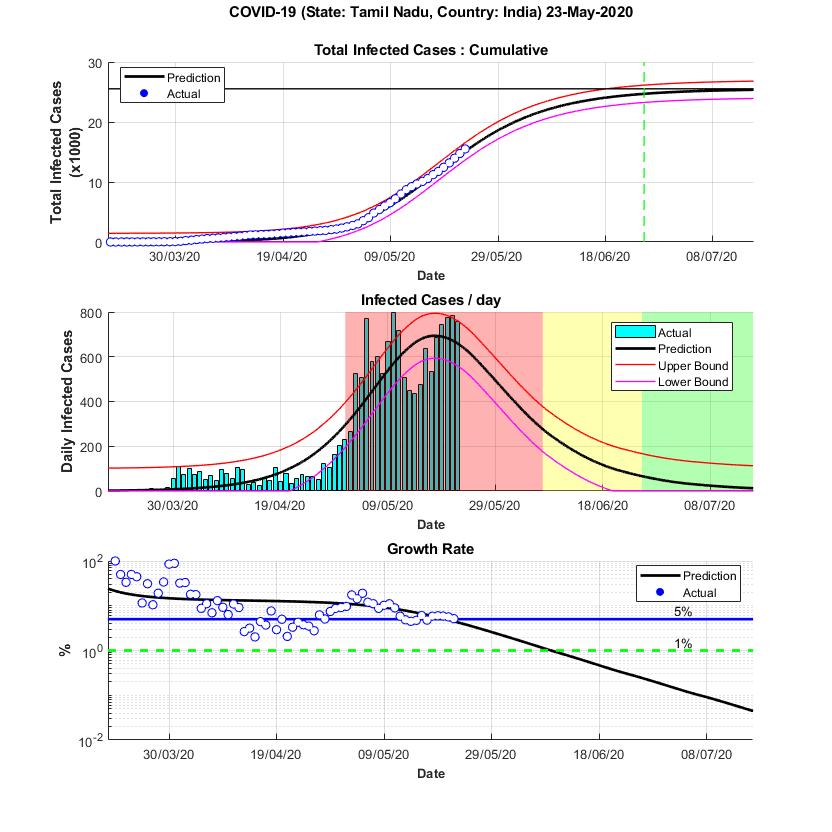 COVID-19 (State: Tamil Nadu, Country: India) 23-May-2020
Total Infected Cases : Cumulative
Total Infected Cases
(x1000)
30
20
10
0
Prediction
Actual
30/03/20 19/04/20 09/05/20 29/05/20 18/06/20 08/07/20
Date
Infected Cases / day
Daily Infected Cases
800
600
400
200
0
Actual
Prediction
Upper Bound
Lower Bound
30/03/20 19/04/20 09/05/20 29/05/20 18/06/20 08/07/20
Date
Growth Rate
%
10^2
10^0
10^-2
Prediction
Actual
5%
1%
30/03/20 19/04/20 09/05/20 29/05/20 18/06/20 08/07/20
Date